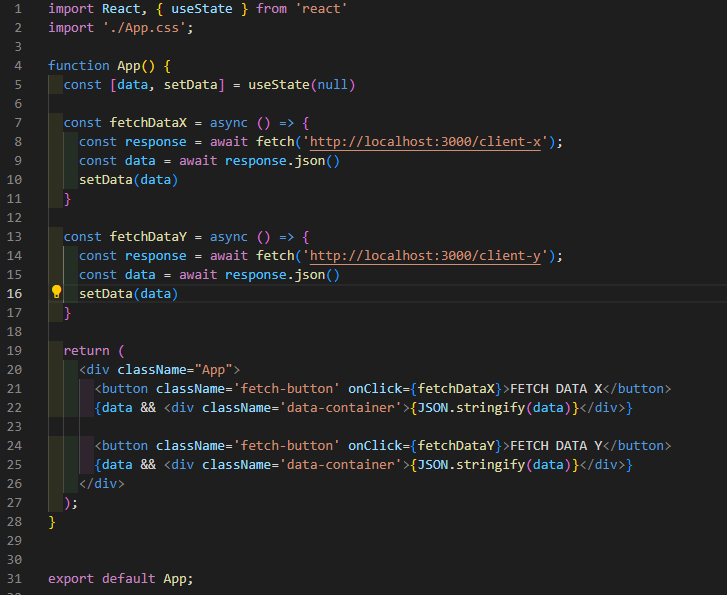 1 import React, { useState } from 'react'
2 import './App.css';
3
4 function App() {
5 const [data, setData] = useState(null)
6
7 const fetchDataX = async () => {
8 const response = await fetch('http://localhost:3000/client-x');
9 const data = await response.json()
10 setData(data)
11 }
12
13 const fetchDataY = async () => {
14 const response = await fetch('http://localhost:3000/client-y');
15 const data = await response.json()
16 setData(data)
17 }
18
19 return (
20 <div className="App">
21 <button className='fetch-button' onClick={fetchDataX}>FETCH DATA X</button>
22 {data && <div className='data-container'>{JSON.stringify(data)}</div>}
23
24 <button className='fetch-button' onClick={fetchDataY}>FETCH DATA Y</button>
25 {data && <div className='data-container'>{JSON.stringify(data)}</div>}
26 </div>
27 );
28 }
29
30
31 export default App;